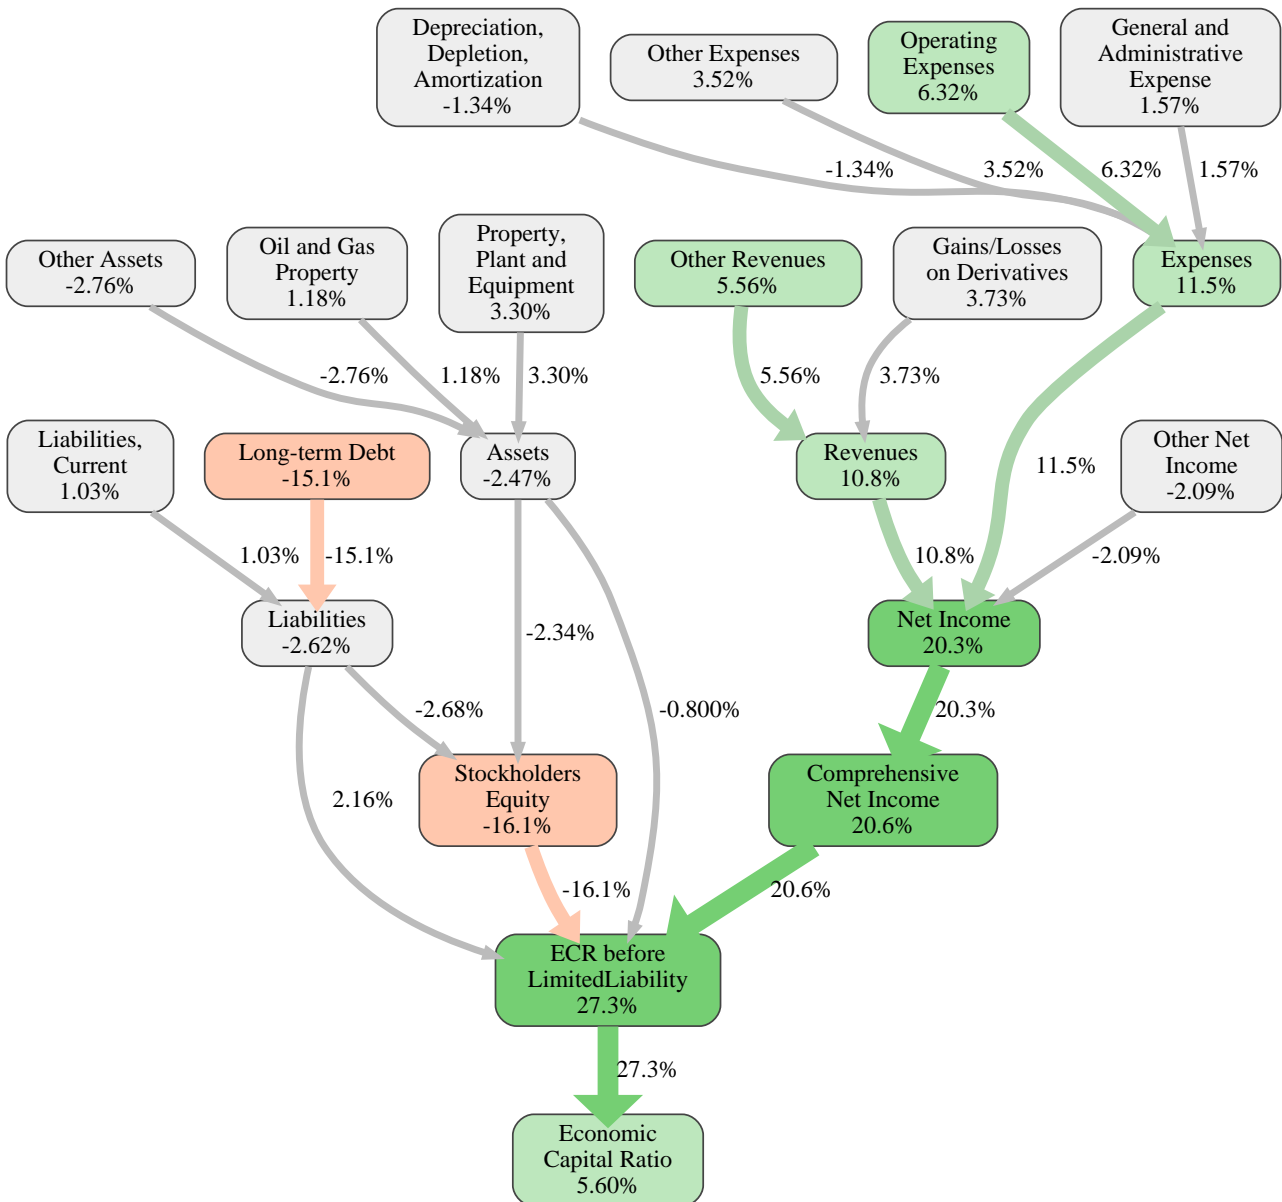 Depreciation,
Depletion,
Amortization
-1.34%
Other Expenses
3.52%
Operating
Expenses
6.32%
General and
Administrative
Expense
1.57%
-1.34%
3.52%
6.32%
1.57%
Other Assets
-2.76%
Oil and Gas
Property
1.18%
Property,
Plant and
Equipment
3.30%
Other Revenues
5.56%
Gains/Losses
on Derivatives
3.73%
Expenses
11.5%
-2.76%
1.18%
3.30%
5.56%
3.73%
Liabilities,
Current
1.03%
Long-term Debt
-15.1%
Assets
-2.47%
Revenues
10.8%
11.5%
Other Net
Income
-2.09%
1.03%
-15.1%
10.8%
-2.09%
Liabilities
-2.62%
-2.34%
Net Income
20.3%
-2.68%
-0.800%
20.3%
2.16%
Stockholders
Equity
-16.1%
Comprehensive
Net Income
20.6%
-16.1%
20.6%
ECR before
LimitedLiability
27.3%
27.3%
Economic
Capital Ratio
5.60%